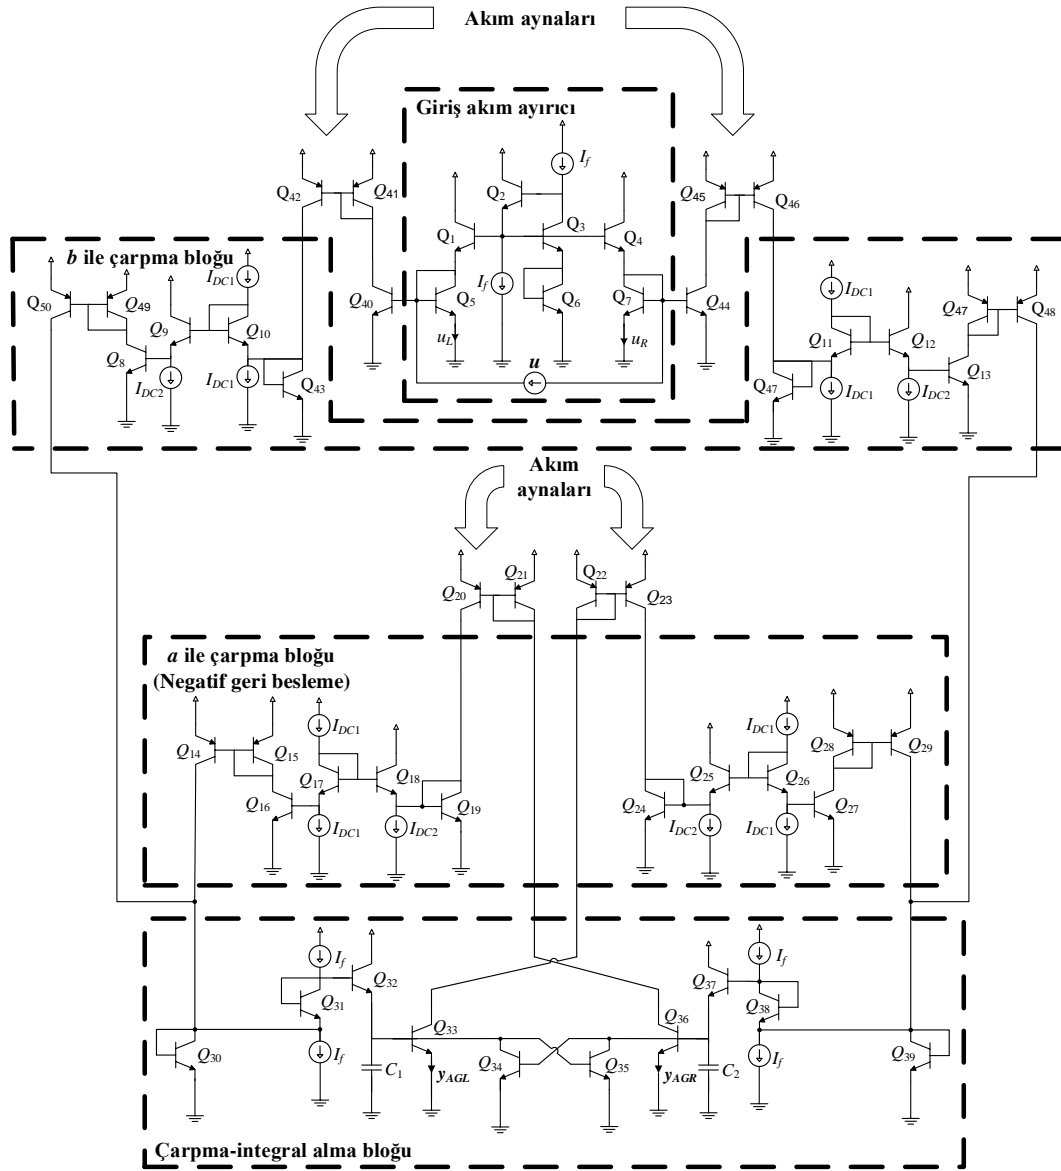 Akım aynaları
Giriş akım ayırıcı
I_f
Q42
Q41
Q2
Q45
Q46
Q1
Q3
Q4
b ile çarpma bloğu
I_DC1
I_DC1
Q50
Q49
Q9
Q10
Q40
Q5
I_f
Q6
Q7
Q44
Q11
Q12
Q47
Q48
Q8
u_L
u_R
I_DC2
I_DC1
Q43
u
Q47
I_DC1
I_DC2
Q13
Akım
aynaları
Q20
Q21
Q22
Q23
a ile çarpma bloğu
(Negatif geri besleme)
I_DC1
I_DC1
Q14
Q15
Q17
Q18
Q25
Q26
Q28
Q29
Q16
I_DC1
I_DC2
Q19
Q24
I_DC2
I_DC1
Q27
I_f
Q32
Q37
I_f
Q31
Q38
Q30
I_f
Q33
Q36
I_f
Q39
C1
y_AGL
Q34
Q35
y_AGR
C2
Çarpma-integral alma bloğu